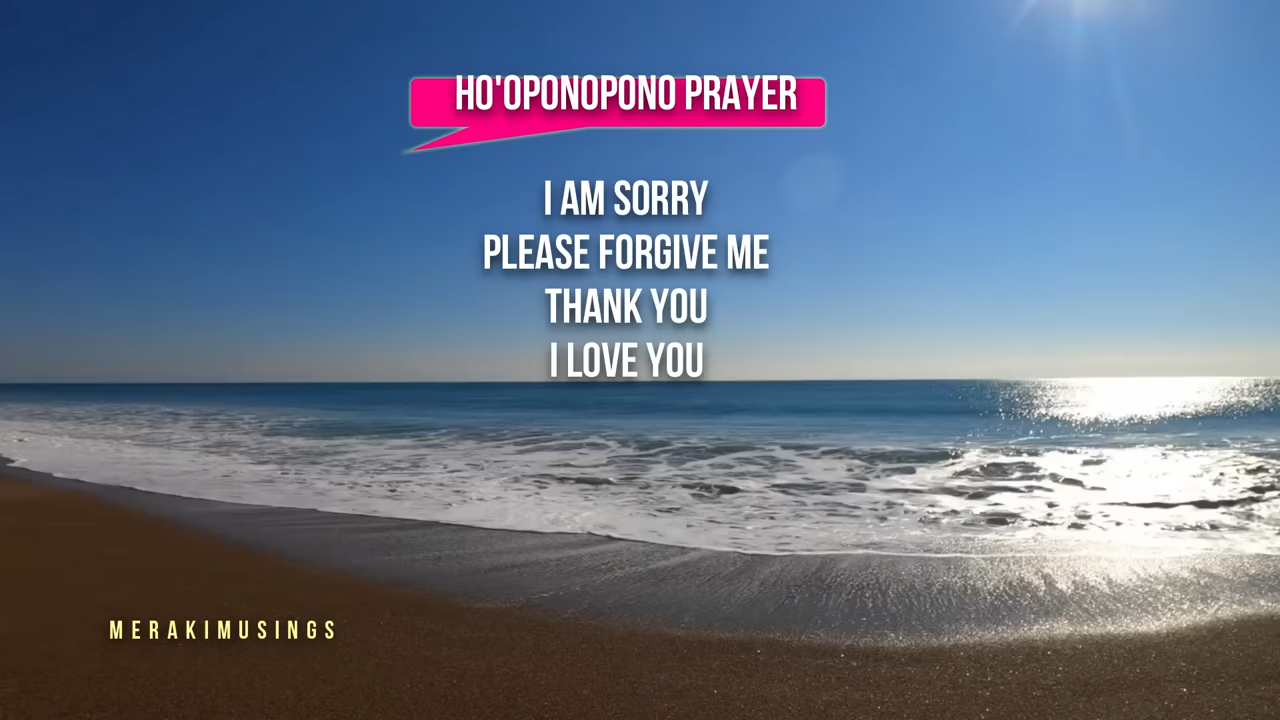 HO'OPONOPONO PRAYER
I AM SORRY
PLEASE FORGIVE ME
THANK YOU
I LOVE YOU
MERAKIMUSINGS